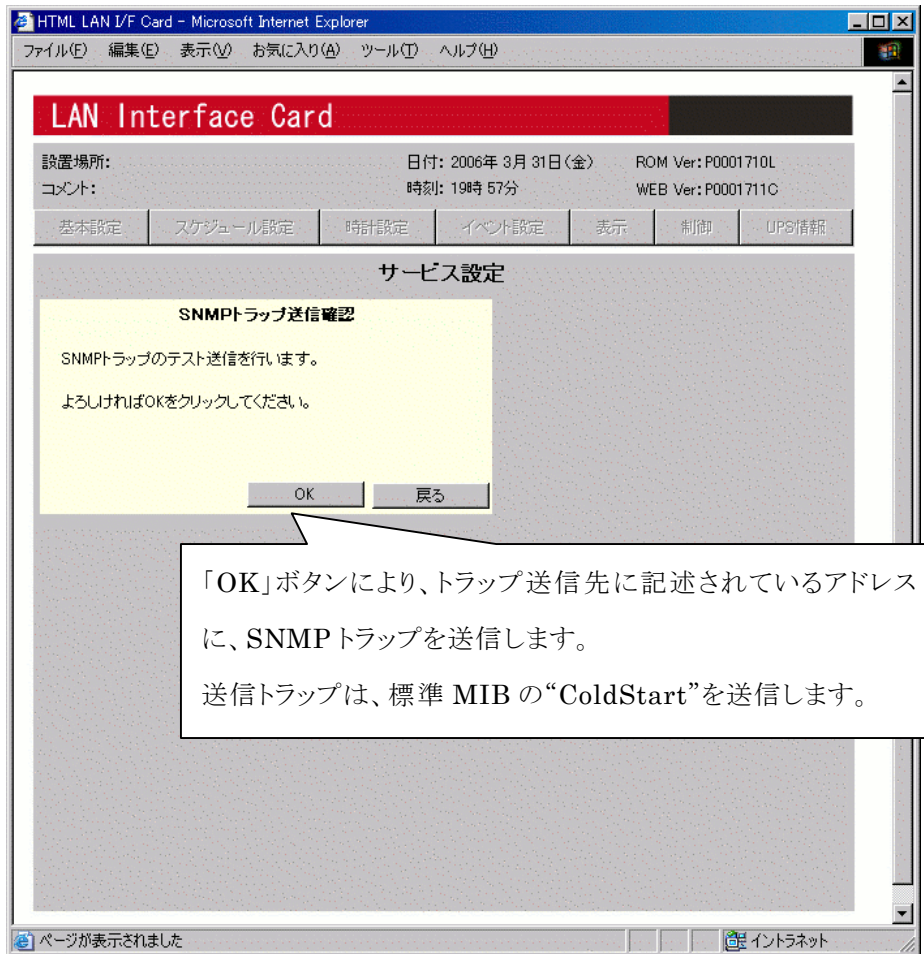 HTML LAN I/F Card - Microsoft Internet Explorer
ファイル(F) 編集(E) 表示(V) お気に入り(A) ツール(T) ヘルプ(H)
LAN Interface Card
設置場所: 日付: 2006年 3月 31日(金) ROM Ver: P0001710L
コメント: 時刻: 19時 57分 WEB Ver: P0001711C
基本設定 スケジュール設定 時計設定 イベント設定 表示 制御 UPS情報
サービス設定
SNMPトラップ送信確認
SNMPトラップのテスト送信を行います。
よろしければOKをクリックしてください。
OK 戻る
「OK」ボタンにより、トラップ送信先に記述されているアドレス
に、SNMP トラップを送信します。
送信トラップは、標準 MIB の“ColdStart”を送信します。
ページが表示されました イントラネット